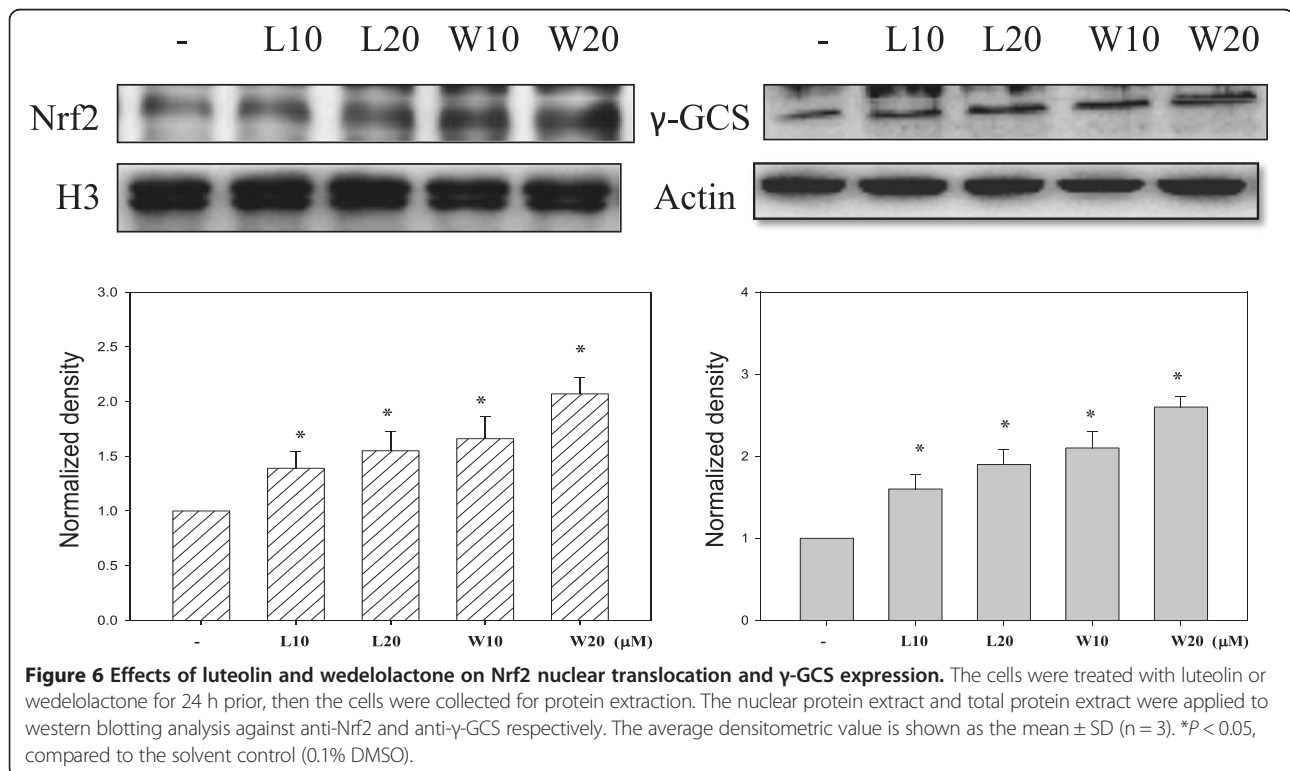 - L10 L20 W10 W20
Nrf2
H3
- L10 L20 W10 W20
γ-GCS
Actin
3.0
2.5
2.0
1.5
1.0
0.5
0.0
Normalized density
* * * *
- L10 L20 W10 W20 (μM)
4
3
2
1
0
Normalized density
* * * *
- L10 L20 W10 W20 (μM)
Figure 6 Effects of luteolin and wedelolactone on Nrf2 nuclear translocation and γ-GCS expression. The cells were treated with luteolin or
wedelolactone for 24 h prior, then the cells were collected for protein extraction. The nuclear protein extract and total protein extract were applied to
western blotting analysis against anti-Nrf2 and anti-γ-GCS respectively. The average densitometric value is shown as the mean ± SD (n = 3). *P < 0.05,
compared to the solvent control (0.1% DMSO).